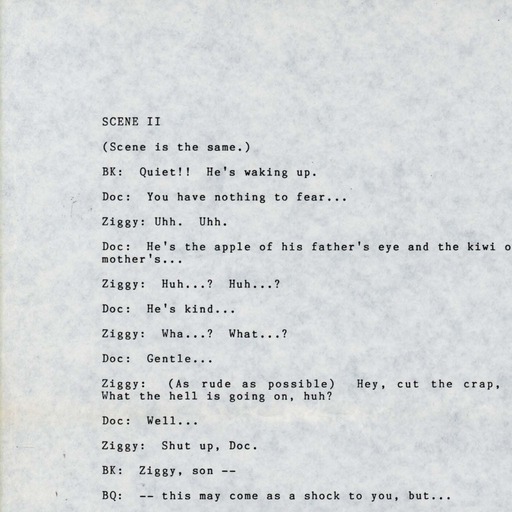 SCENE II
(Scene is the same.)
BK: Quiet!! He's waking up.
Doc: You have nothing to fear...
Ziggy: Uhh. Uhh.
Doc: He's the apple of his father's eye and the kiwi
mother's...
Ziggy: Huh...? Huh...?
Doc: He's kind...
Ziggy: Wha...? What...?
Doc: Gentle...
Ziggy: (As rude as possible) Hey, cut the crap,
What the hell is going on, huh?
Doc: Well...
Ziggy: Shut up, Doc.
BK: Ziggy, son --
BQ: -- this may come as a shock to you, but...